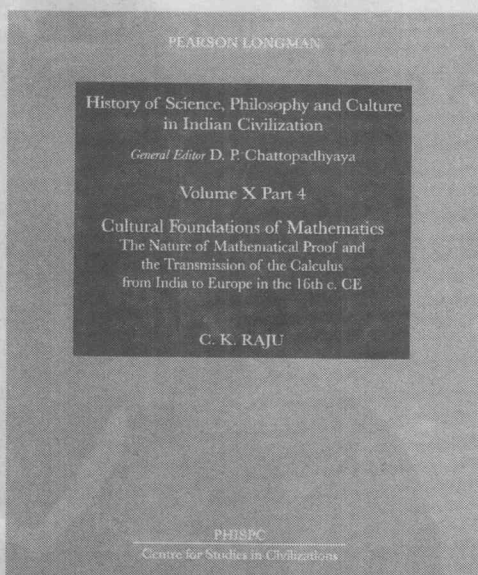 PEARSON LONGMAN
History of Science, Philosophy and Culture
in Indian Civilization
General Editor D. P. Chattopadhyaya
Volume X Part 4
Cultural Foundations of Mathematics
The Nature of Mathematical Proof and
the Transmission of the Calculus
from India to Europe in the 16th c. CE
C. K. RAJU
PHISPC
Centre for Studies in Civilizations